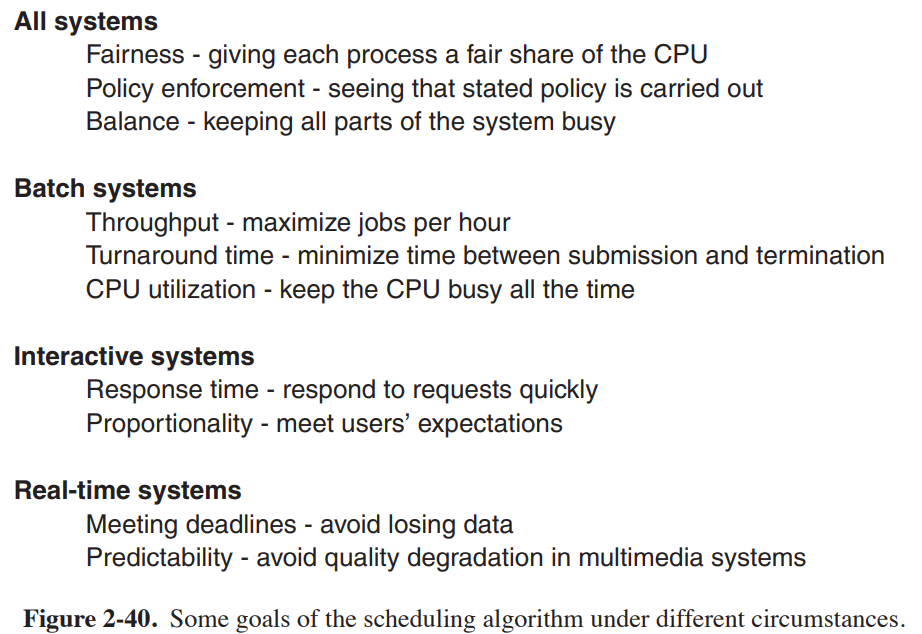 All systems
Fairness - giving each process a fair share of the CPU
Policy enforcement - seeing that stated policy is carried out
Balance - keeping all parts of the system busy
Batch systems
Throughput - maximize jobs per hour
Turnaround time - minimize time between submission and termination
CPU utilization - keep the CPU busy all the time
Interactive systems
Response time - respond to requests quickly
Proportionality - meet users’ expectations
Real-time systems
Meeting deadlines - avoid losing data
Predictability - avoid quality degradation in multimedia systems
Figure 2-40. Some goals of the scheduling algorithm under different circumstances.